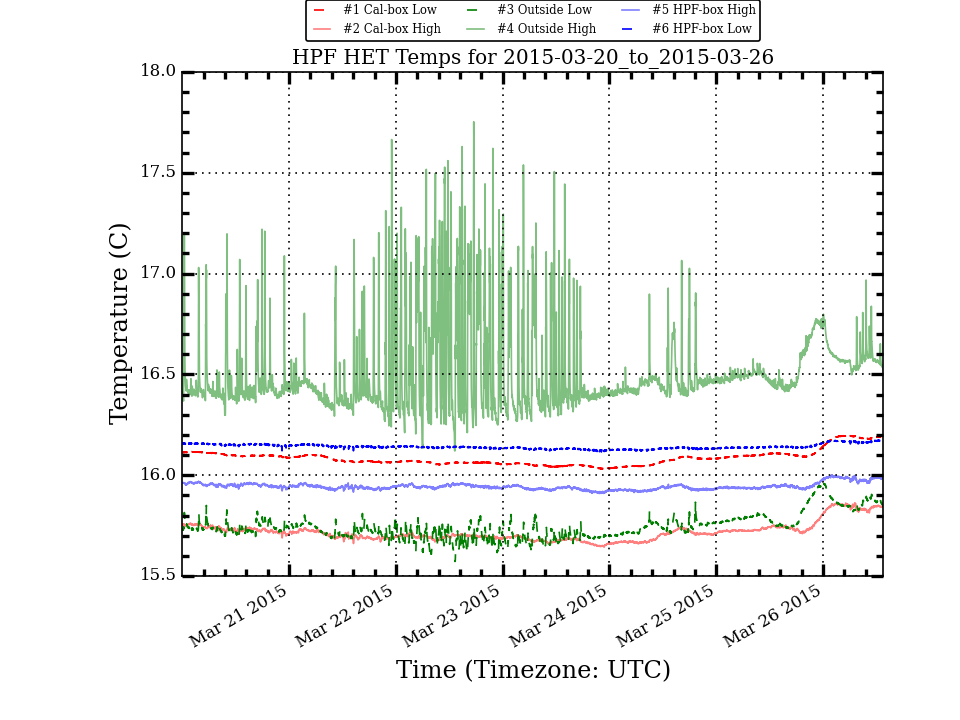 #1 Cal-box Low #3 Outside Low #5 HPF-box High
#2 Cal-box High #4 Outside High #6 HPF-box Low
HPF HET Temps for 2015-03-20_to_2015-03-26
18.0
17.5
17.0
16.5
16.0
15.5
Temperature (C)
Mar 21 2015 Mar 22 2015 Mar 23 2015 Mar 24 2015 Mar 25 2015 Mar 26 2015
Time (Timezone: UTC)